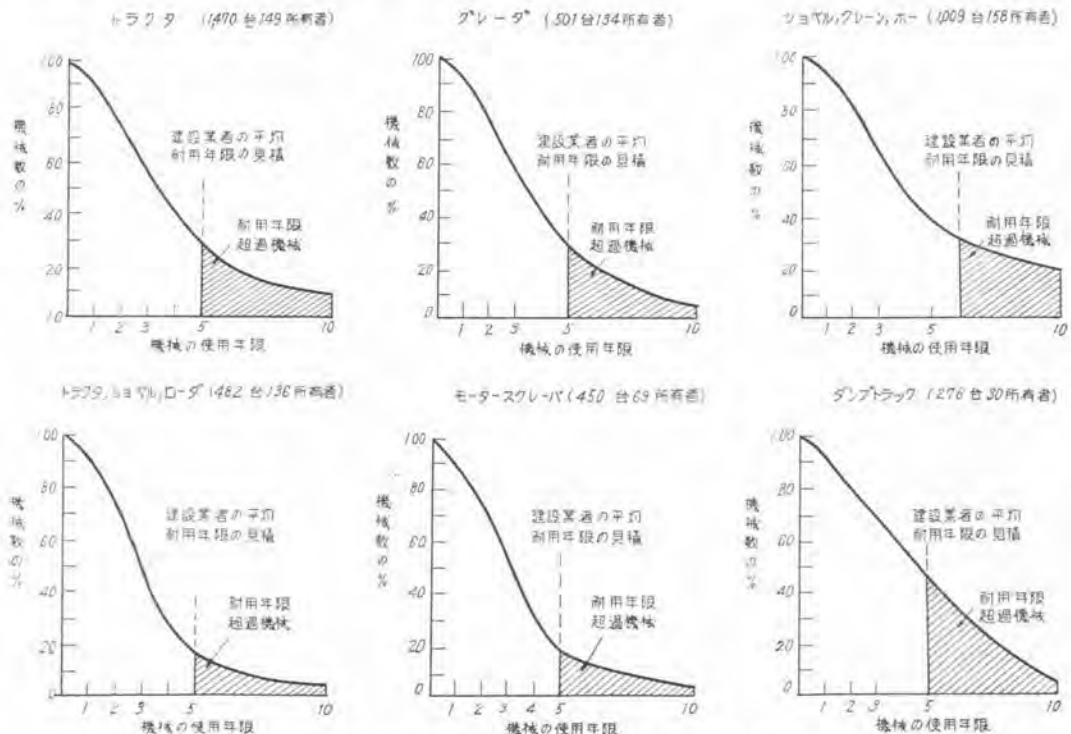 トラクタ (1,470 台 149 所有者)
100
80
60
40
20
10
機械数の%
建設業者の平均
耐用年限の見積
耐用年限
超過機械
1 2 3 5 10
機械の使用年限
グレーダ (501 台 134 所有者)
100
80
60
40
20
0
機械数の%
建設業者の平均
耐用年限の見積
耐用年限
超過機械
1 2 3 5 10
機械の使用年限
ショベル,クレーン,ホー (1,009 台 158 所有者)
100
80
60
40
20
0
機械数の%
建設業者の平均
耐用年限の見積
耐用年限
超過機械
1 2 3 5 10
機械の使用年限
トラクタ,ショベル,ローダ (482 台 136 所有者)
100
80
60
40
20
0
機械数の%
建設業者の平均
耐用年限の見積
耐用年限
超過機械
1 2 3 5 10
機械の使用年限
モータースクレーパ (450 台 69 所有者)
100
80
60
40
20
0
機械数の%
建設業者の平均
耐用年限の見積
耐用年限
超過機械
1 2 3 4 5 10
機械の使用年限
ダンプトラック (276 台 30 所有者)
100
80
60
40
20
0
機械数の%
建設業者の平均
耐用年限の見積
耐用年限
超過機械
1 2 3 5 10
機械の使用年限